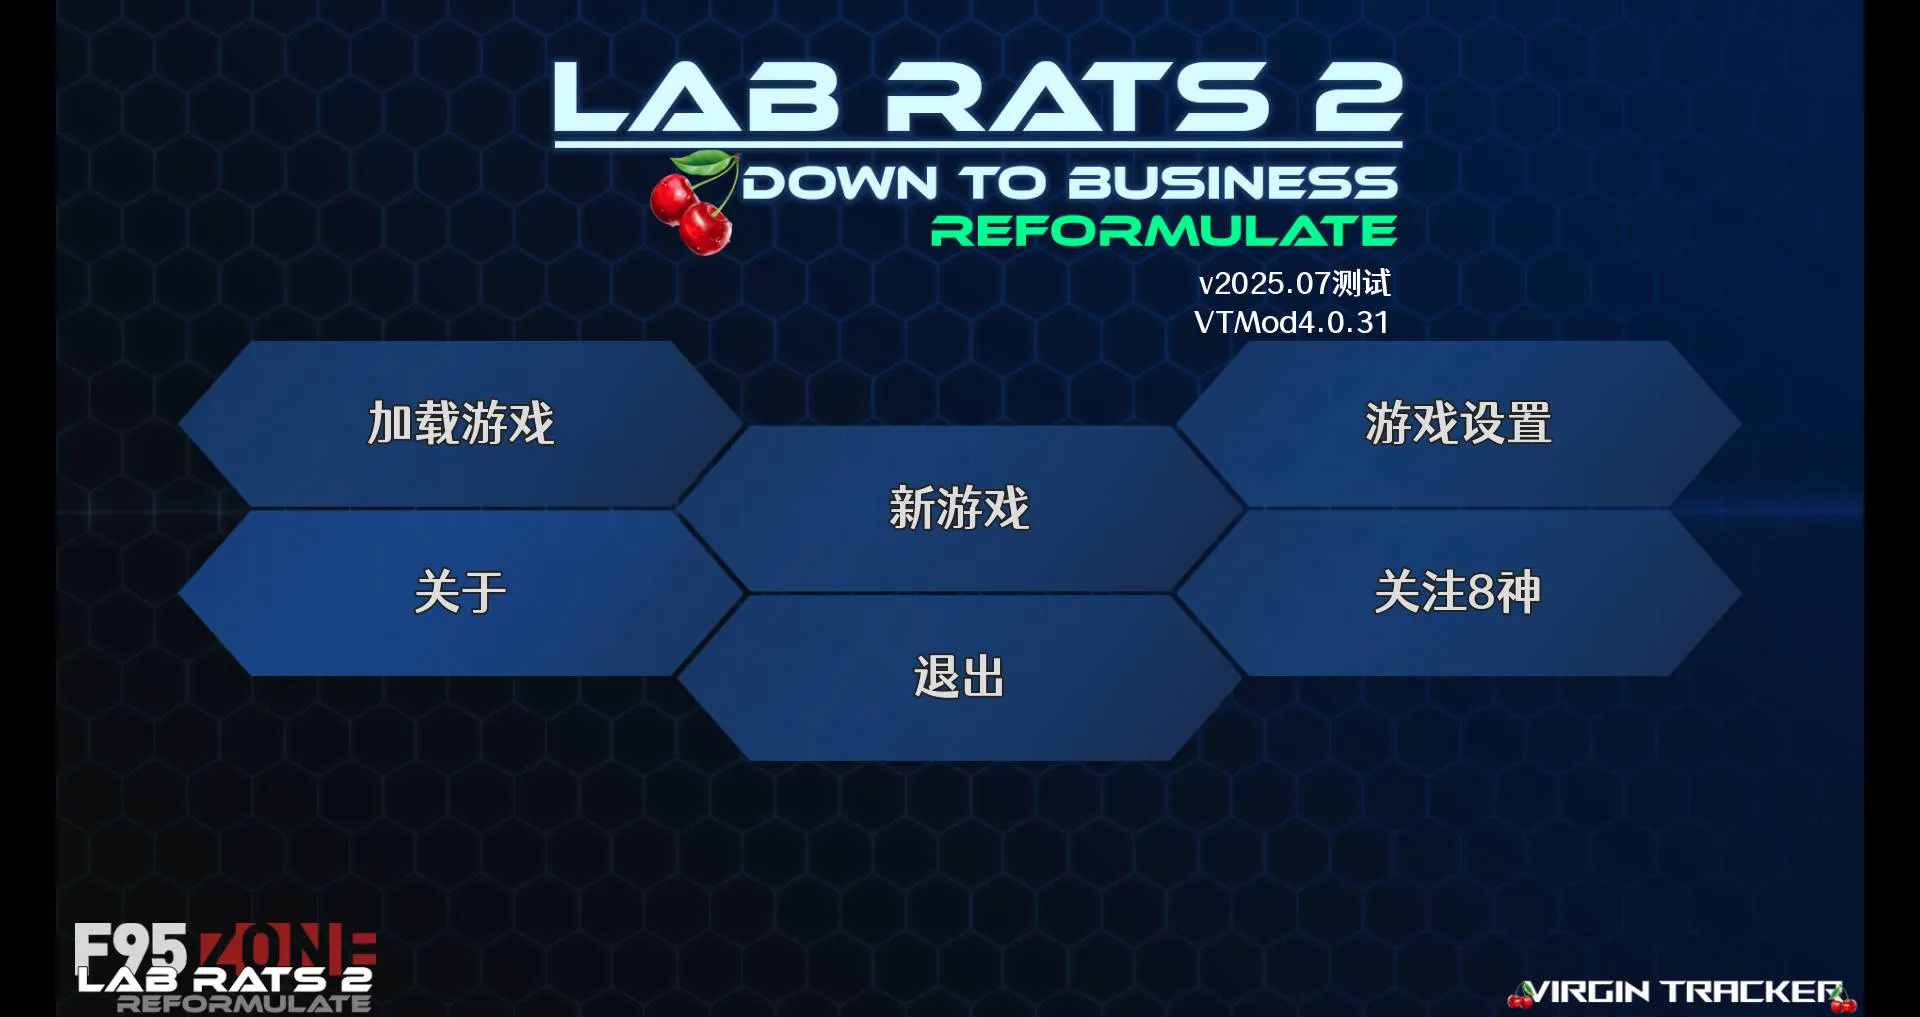 LAB RATS 2
DOWN TO BUSINESS
REFORMULATE
v2025.07测试
VTMod4.0.31
加载游戏
游戏设置
新游戏
关于
关注8神
退出
F95 ZONE
LAB RATS 2
REFORMULATE
VIRGIN TRACKER